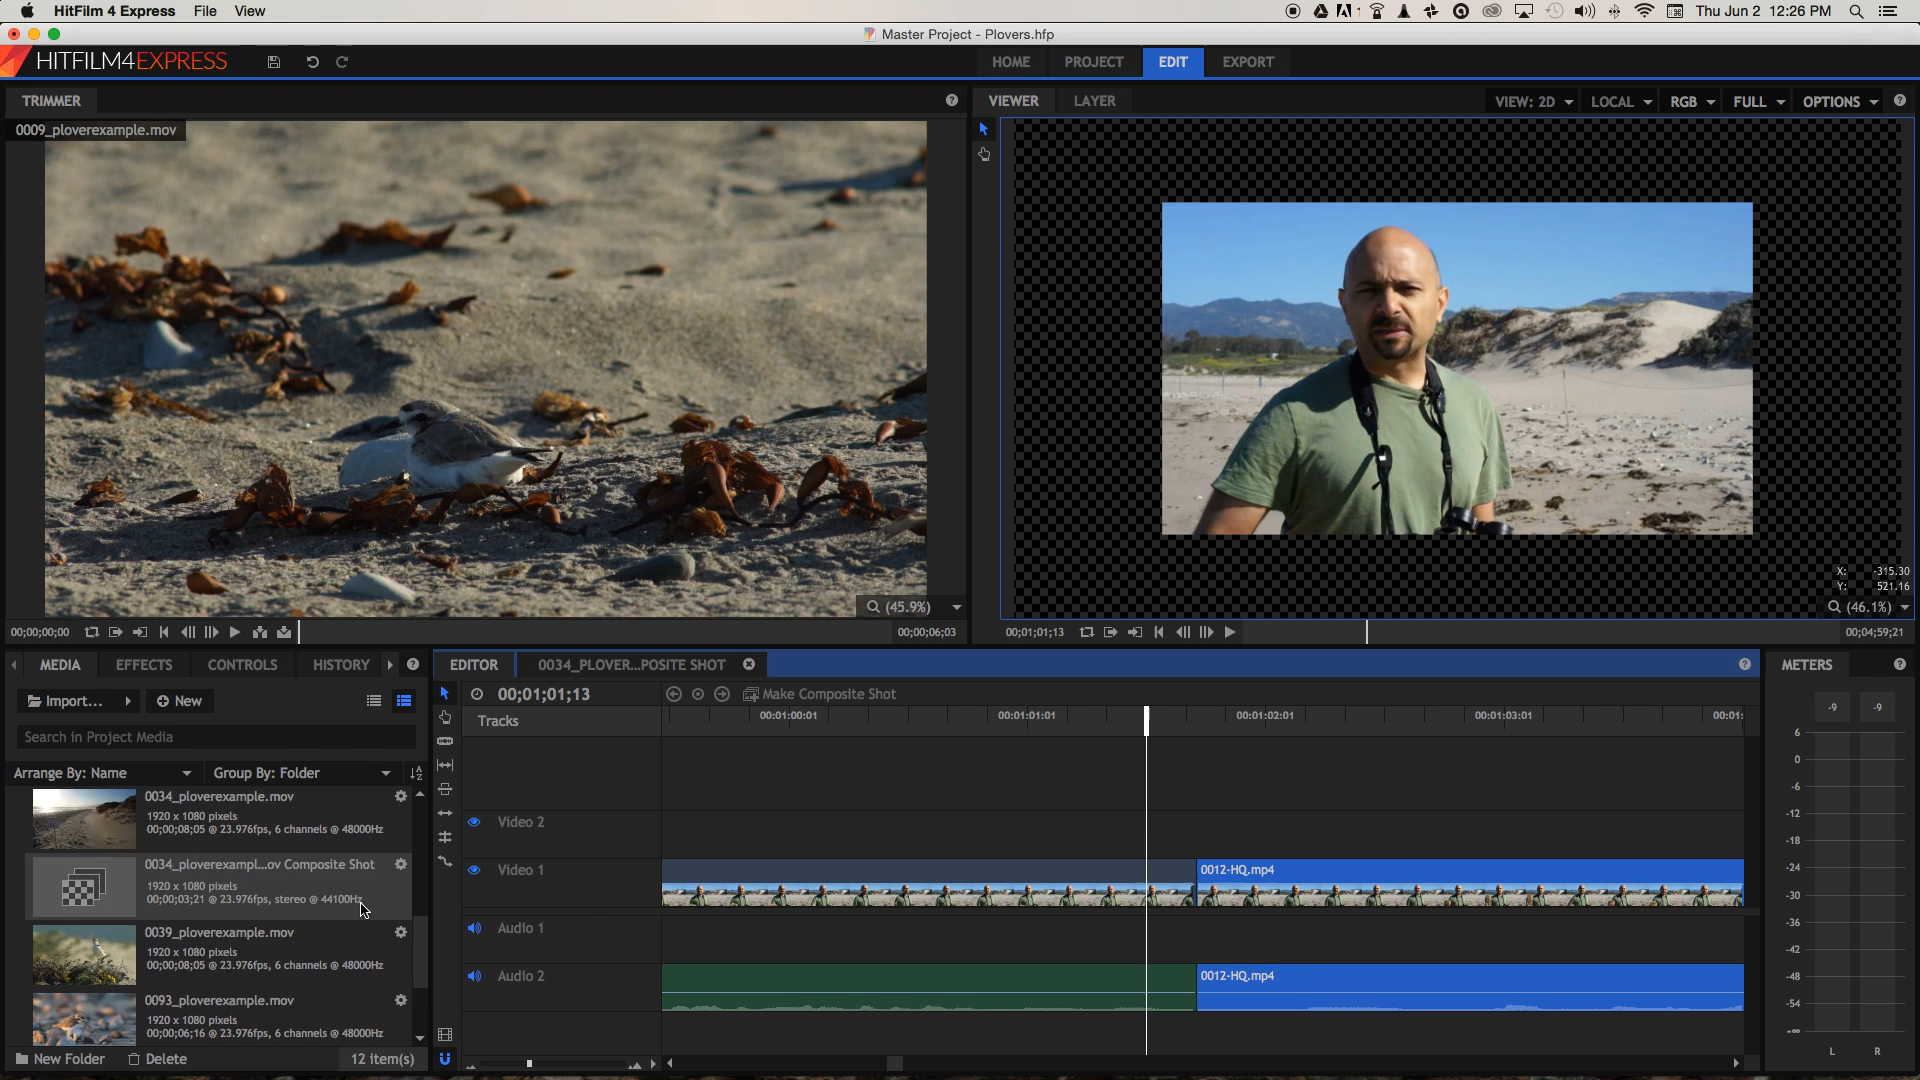 HitFilm 4 Express File View
1 Thu Jun 2 12:26 PM
Master Project - Plovers.hfp
HITFILM4EXPRESS
HOME PROJECT EDIT EXPORT
TRIMMER
VIEWER LAYER VIEW: 2D LOCAL RGB FULL OPTIONS
0009_ploverexample.mov
X: -315.30
Y: 521.16
(45.9%)
(46.1%)
00;00;00;00
00;00;06;03
00;01;01;13
00;04;59;21
MEDIA EFFECTS CONTROLS HISTORY
EDITOR 0034_PLOVER...POSITE SHOT
METERS
Import... New
00;01;01;13 Make Composite Shot
Tracks
00:01:00:01 00:01:01:01 00:01:02:01 00:01:03:01 00:01:
Search in Project Media
Arrange By: Name Group By: Folder
0034_ploverexample.mov
1920 x 1080 pixels
00;00;08;05 @ 23.976fps, 6 channels @ 48000Hz
0034_ploverexampl...ov Composite Shot
1920 x 1080 pixels
00;00;03;21 @ 23.976fps, stereo @ 44100Hz
0039_ploverexample.mov
1920 x 1080 pixels
00;00;08;05 @ 23.976fps, 6 channels @ 48000Hz
0093_ploverexample.mov
1920 x 1080 pixels
00;00;06;16 @ 23.976fps, 6 channels @ 48000Hz
New Folder Delete 12 item(s)
Video 2
Video 1
0012-HQ.mp4
Audio 1
Audio 2
0012-HQ.mp4
-9 -9
6
0
-6
-12
-18
-24
-30
-36
-42
-48
-54
-∞
L R